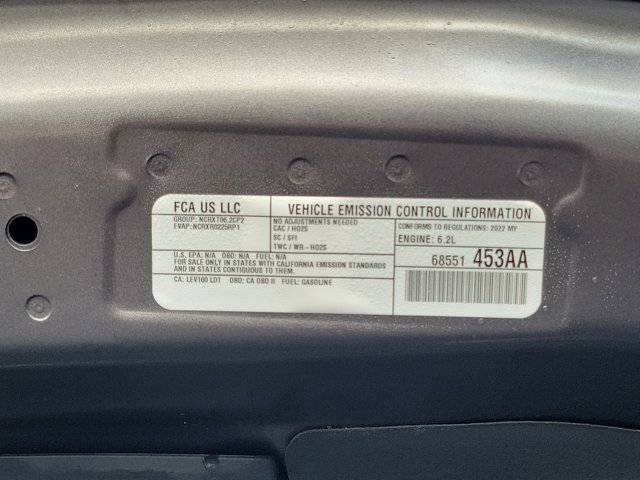 FCA US LLC
VEHICLE EMISSION CONTROL INFORMATION
GROUP: NCRXT06.2CP2
EVAP: NCRXR0225RP1
NO ADJUSTMENTS NEEDED
CAC / HO2S
SC / SFI
TWC / WR - HO2S
CONFORMS TO REGULATIONS: 2022 MY
ENGINE: 6.2L
68551 453AA
U.S. EPA: N/A OBD: N/A FUEL: N/A
FOR SALE ONLY IN STATES WITH CALIFORNIA EMISSION STANDARDS
AND IN STATES CONTIGUOUS TO THEM.
CA: LEV160 LDT OBD: CA OBD II FUEL: GASOLINE